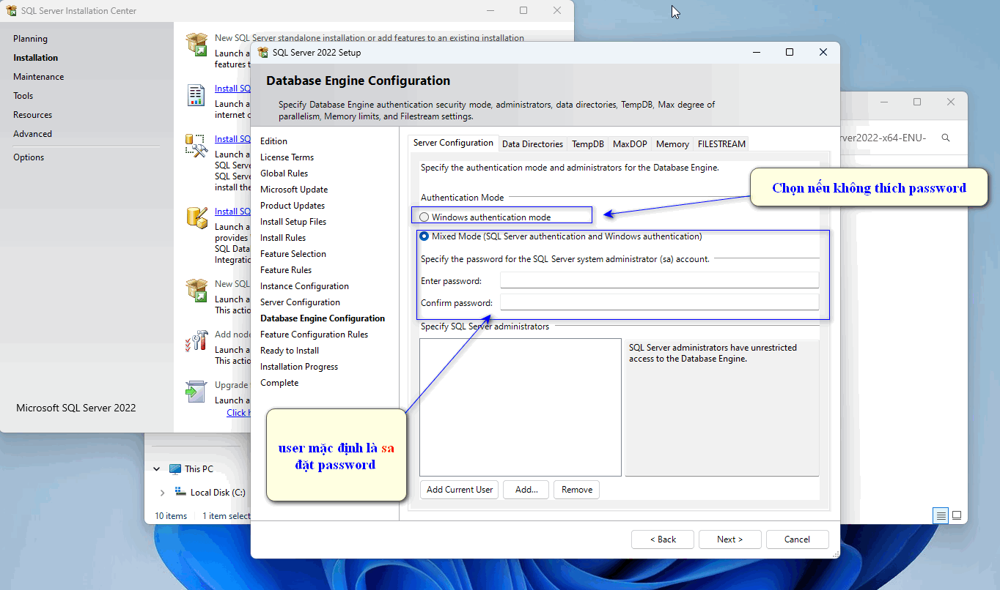 SQL Server Installation Center
Planning
Installation
Maintenance
Tools
Resources
Advanced
Options
Microsoft SQL Server 2022
New SQL Server standalone installation or add features to an existing installation
Launch a
features t
Install SQ
Launch a
internet c
Install SQ
Launch a
SQL Serve
SQL Serve
install the
Install SQ
Launch a
provides
SQL Data
Integratio
New SQL
Launch a
This actio
Add node
Launch a
This actio
Upgrade
Launch a
Click h
SQL Server 2022 Setup
Database Engine Configuration
Specify Database Engine authentication security mode, administrators, data directories, TempDB, Max degree of
parallelism, Memory limits, and Filestream settings.
Edition
License Terms
Global Rules
Microsoft Update
Product Updates
Install Setup Files
Install Rules
Feature Selection
Feature Rules
Instance Configuration
Server Configuration
Database Engine Configuration
Feature Configuration Rules
Ready to Install
Installation Progress
Complete
Server Configuration Data Directories TempDB MaxDOP Memory FILESTREAM
Specify the authentication mode and administrators for the Database Engine.
Authentication Mode
Windows authentication mode
Mixed Mode (SQL Server authentication and Windows authentication)
Specify the password for the SQL Server system administrator (sa) account.
Enter password:
Confirm password:
Specify SQL Server administrators
SQL Server administrators have unrestricted
access to the Database Engine.
Add Current User Add... Remove
< Back Next > Cancel
Chọn nếu không thích password
user mặc định là sa
đặt password
rver2022-x64-ENU-
This PC
Local Disk (C:)
10 items 1 item select